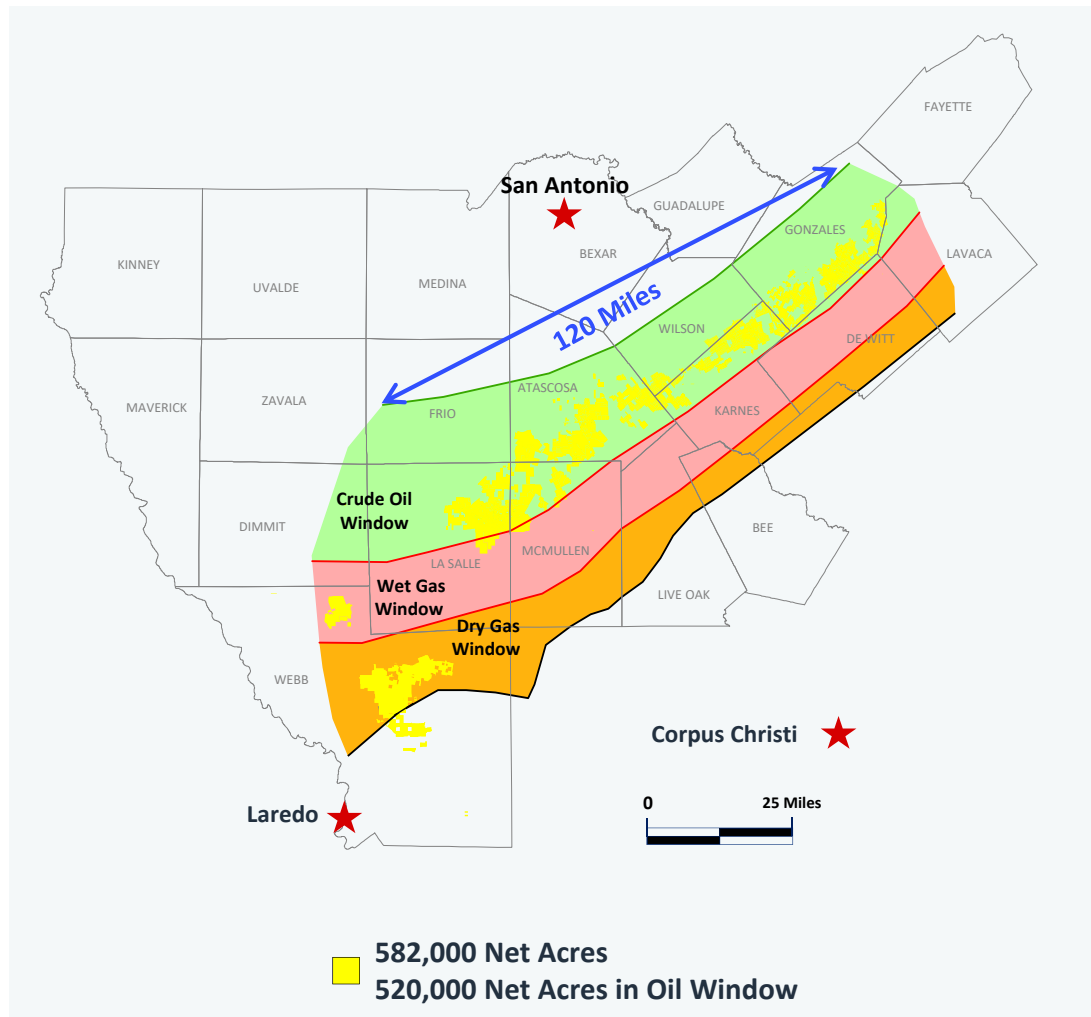 FAYETTE
San Antonio
GUADALUPE
GONZALES
BEXAR
LAVACA
KINNEY
UVALDE
MEDINA
120 Miles
WILSON
DE WITT
ATASCOSA
MAVERICK
ZAVALA
FRIO
KARNES
Crude Oil
Window
DIMMIT
BEE
MCMULLEN
LA SALLE
Wet Gas
Window
LIVE OAK
Dry Gas
Window
WEBB
Corpus Christi
0
25 Miles
Laredo
582,000 Net Acres
520,000 Net Acres in Oil Window